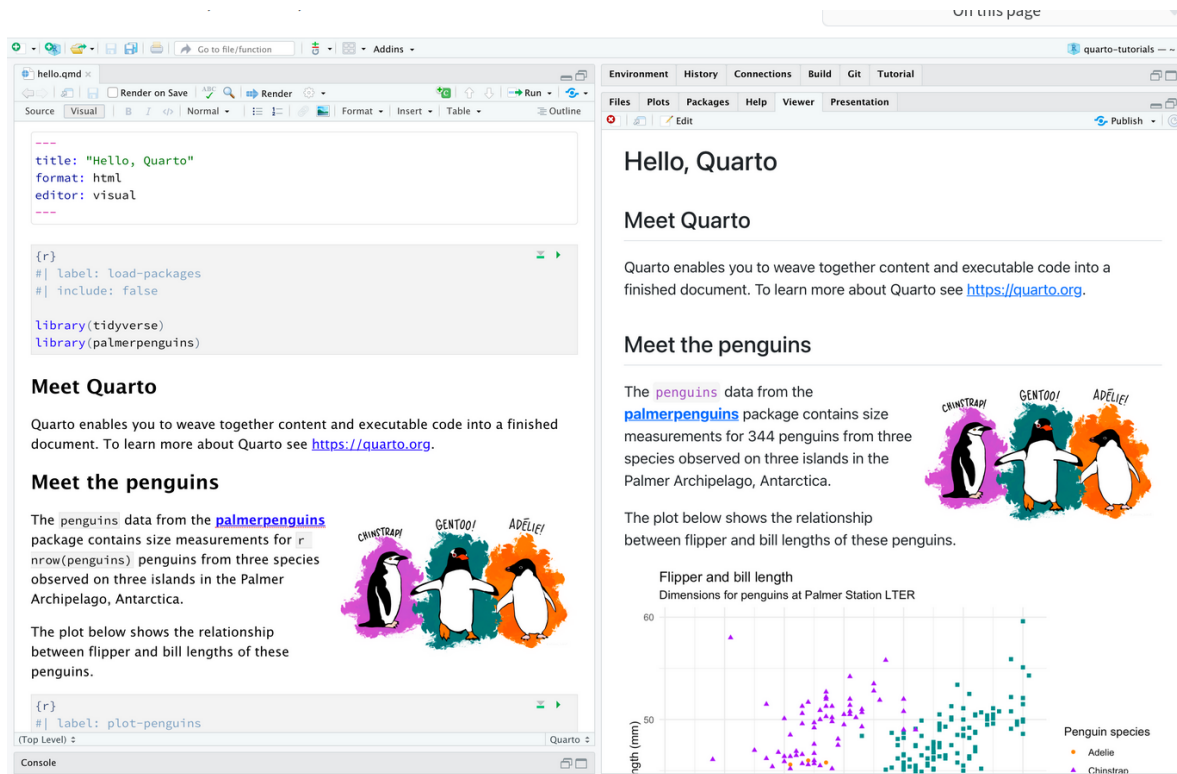 On this page
Go to file/function
Addins
quarto-tutorials — ~
hello.qmd
Render on Save
ABC
Render
Run
Source
Visual
B
I
</>
Normal
Format
Insert
Table
Outline
---
title: "Hello, Quarto"
format: html
editor: visual
---
{r}
#| label: load-packages
#| include: false
library(tidyverse)
library(palmerpenguins)
Meet Quarto
Quarto enables you to weave together content and executable code into a finished
document. To learn more about Quarto see https://quarto.org.
Meet the penguins
The penguins data from the palmerpenguins
package contains size measurements for r
nrow(penguins) penguins from three species
observed on three islands in the Palmer
Archipelago, Antarctica.
CHINSTRAP!
GENTOO!
ADĒLIE!
The plot below shows the relationship
between flipper and bill lengths of these
penguins.
{r}
#| label: plot-penguins
(Top Level)
Quarto
Console
Environment
History
Connections
Build
Git
Tutorial
Files
Plots
Packages
Help
Viewer
Presentation
Edit
Publish
Hello, Quarto
Meet Quarto
Quarto enables you to weave together content and executable code into a
finished document. To learn more about Quarto see https://quarto.org.
Meet the penguins
The penguins data from the
palmerpenguins package contains size
measurements for 344 penguins from three
species observed on three islands in the
Palmer Archipelago, Antarctica.
CHINSTRAP!
GENTOO!
ADĒLIE!
The plot below shows the relationship
between flipper and bill lengths of these penguins.
Flipper and bill length
Dimensions for penguins at Palmer Station LTER
60
50
ngth (mm)
Penguin species
Adelie
Chinstrap